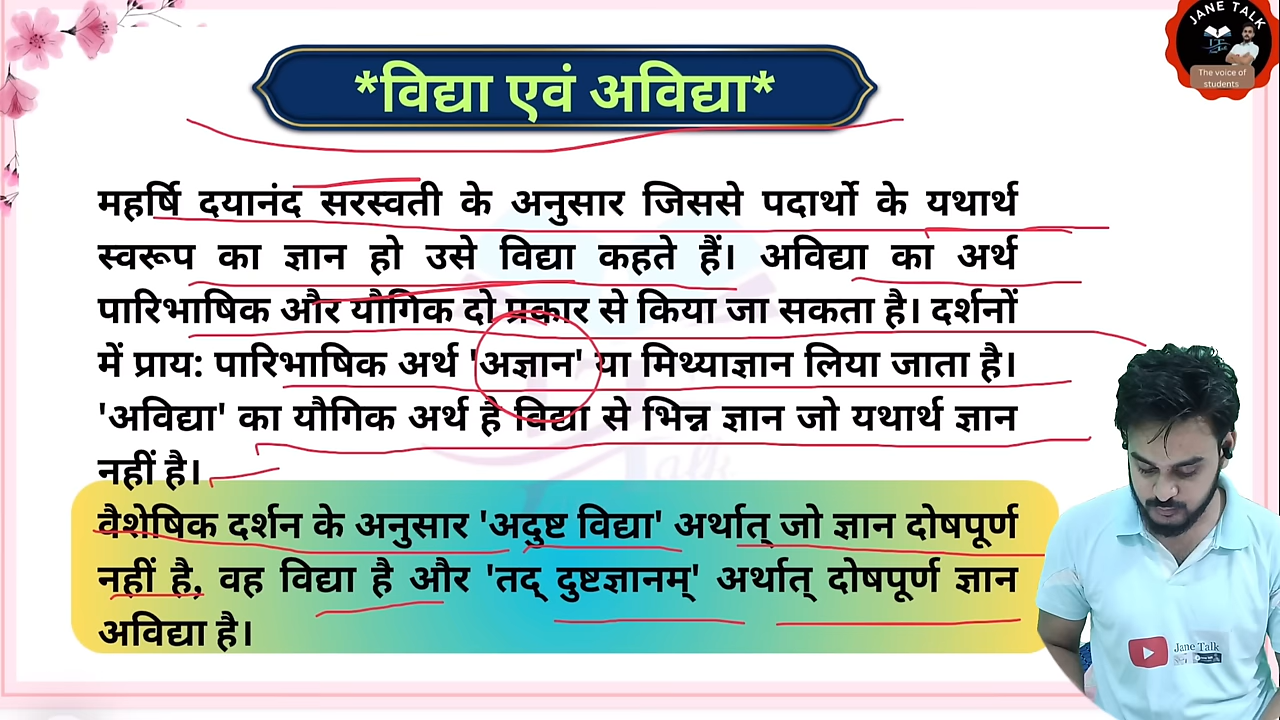 JANE TALK
The voice of
students
*विद्या एवं अविद्या*
महर्षि दयानंद सरस्वती के अनुसार जिससे पदार्थो के यथार्थ
स्वरूप का ज्ञान हो उसे विद्या कहते हैं। अविद्या का अर्थ
पारिभाषिक और यौगिक दो प्रकार से किया जा सकता है। दर्शनों
में प्राय: पारिभाषिक अर्थ 'अज्ञान' या मिथ्याज्ञान लिया जाता है।
'अविद्या' का यौगिक अर्थ है विद्या से भिन्न ज्ञान जो यथार्थ ज्ञान
नहीं है।
वैशेषिक दर्शन के अनुसार 'अदुष्ट विद्या' अर्थात् जो ज्ञान दोषपूर्ण
नहीं है, वह विद्या है और 'तद् दुष्टज्ञानम्' अर्थात् दोषपूर्ण ज्ञान
अविद्या है।
Jane Talk